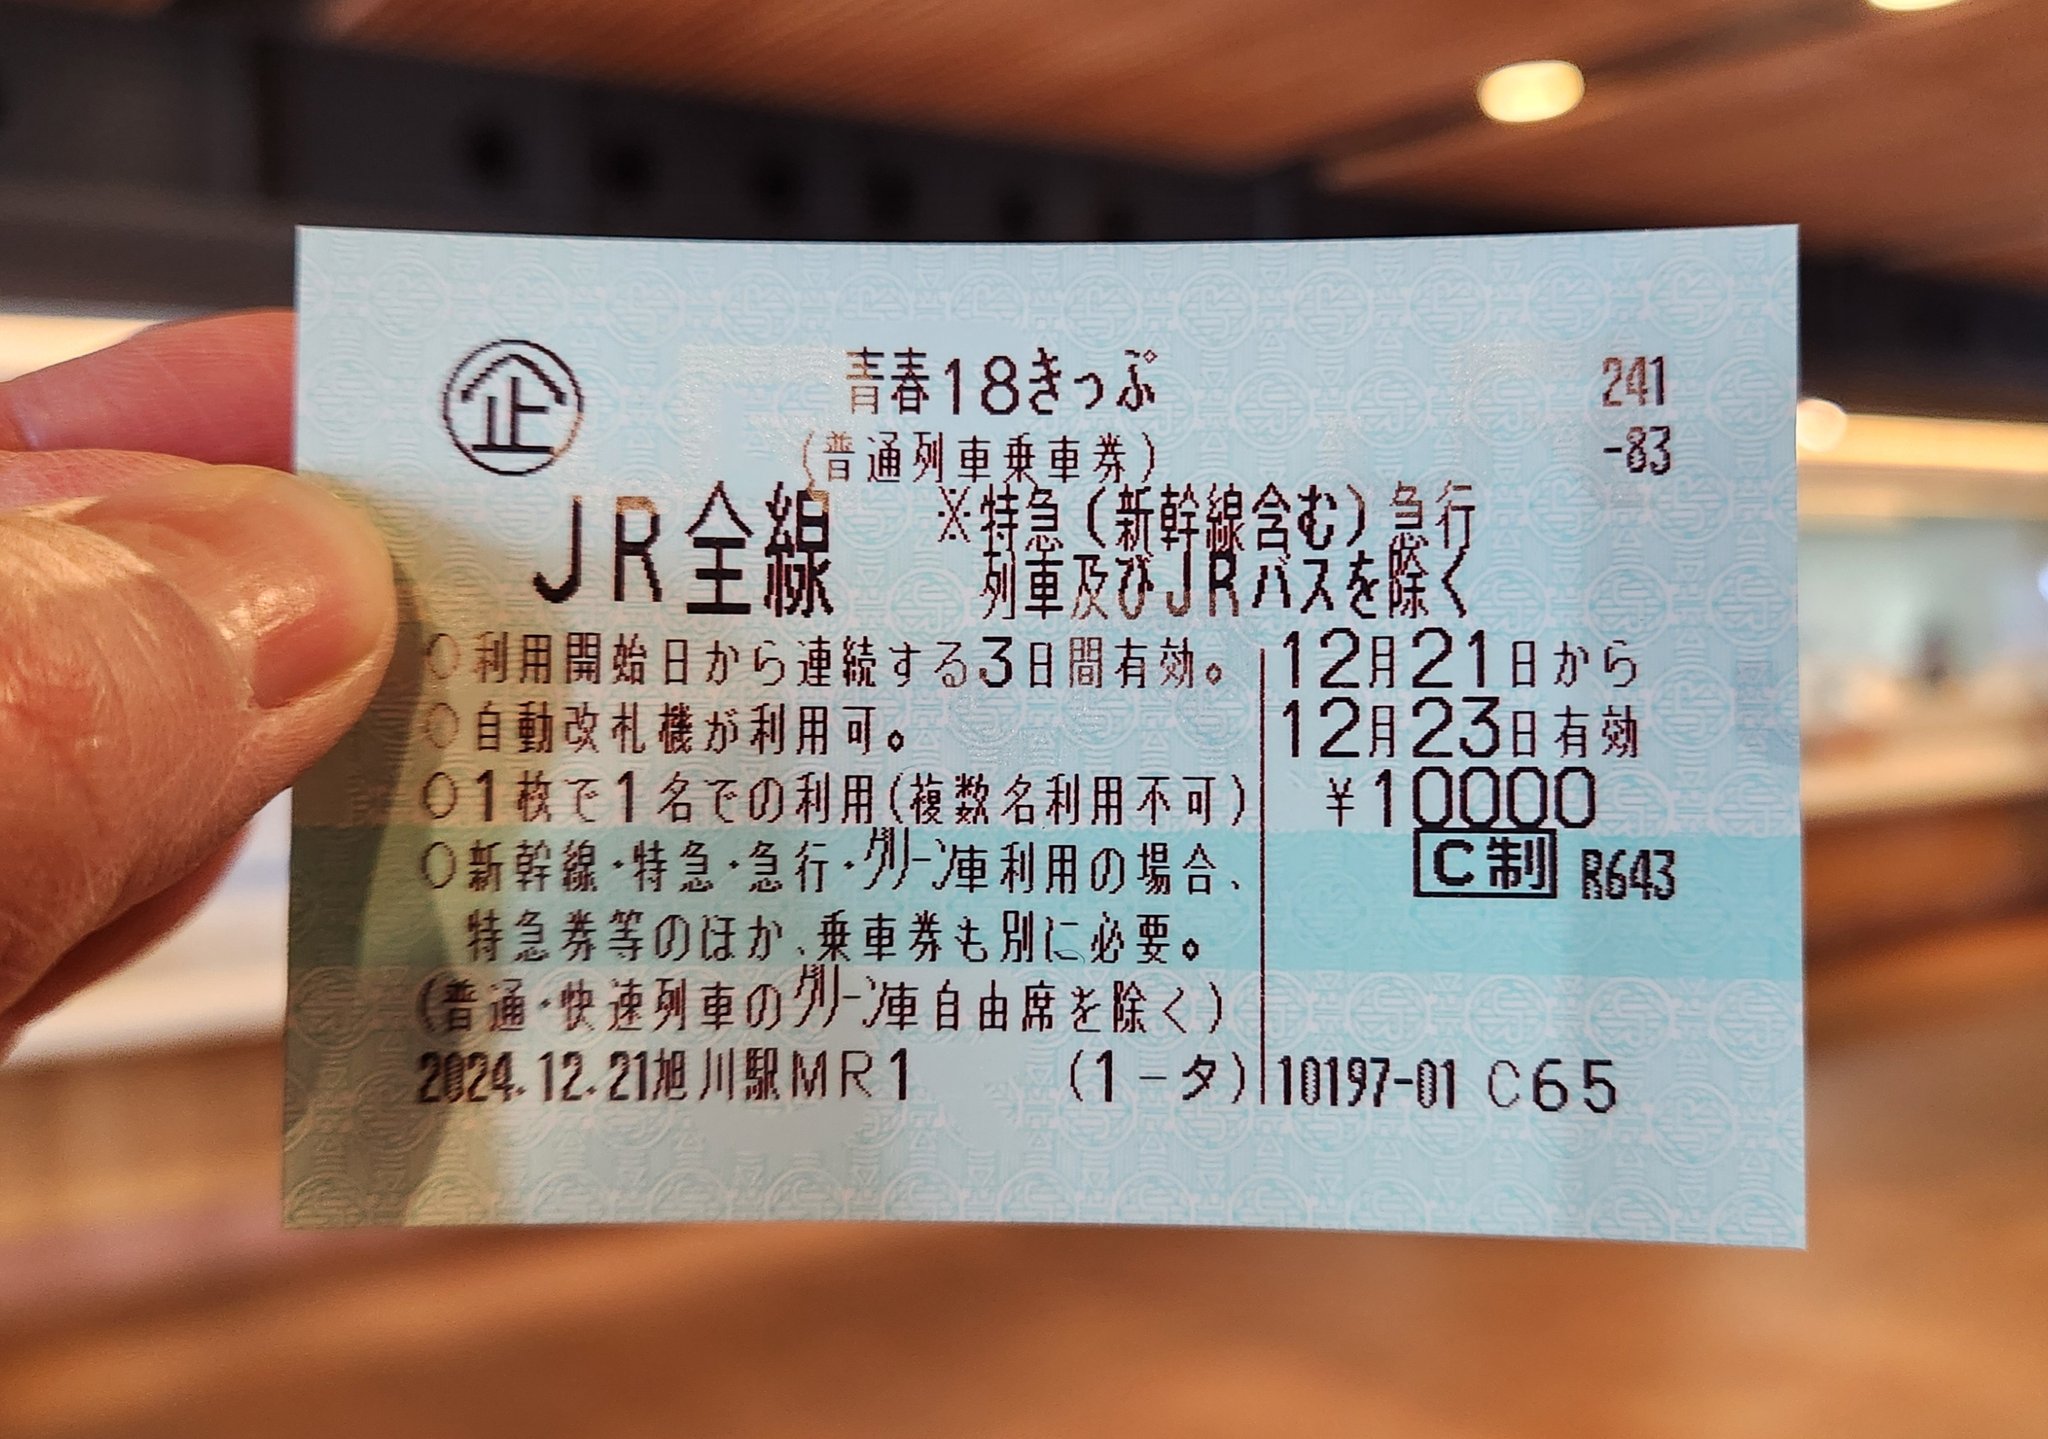 企
青春18きっぷ
241
-83
(普通列車乗車券)
JR全線
※特急(新幹線含む)急行
列車及びJRバスを除く
○利用開始日から連続する3日間有効。
12月21日から
○自動改札機が利用可。
12月23日有効
○1枚で1名での利用(複数名利用不可)
¥10000
○新幹線・特急・急行・グリーン車利用の場合、
C制 R643
特急券等のほか、乗車券も別に必要。
(普通・快速列車のグリーン車自由席を除く)
2024.12.21旭川駅MR1 (1-タ)
10197-01 C65